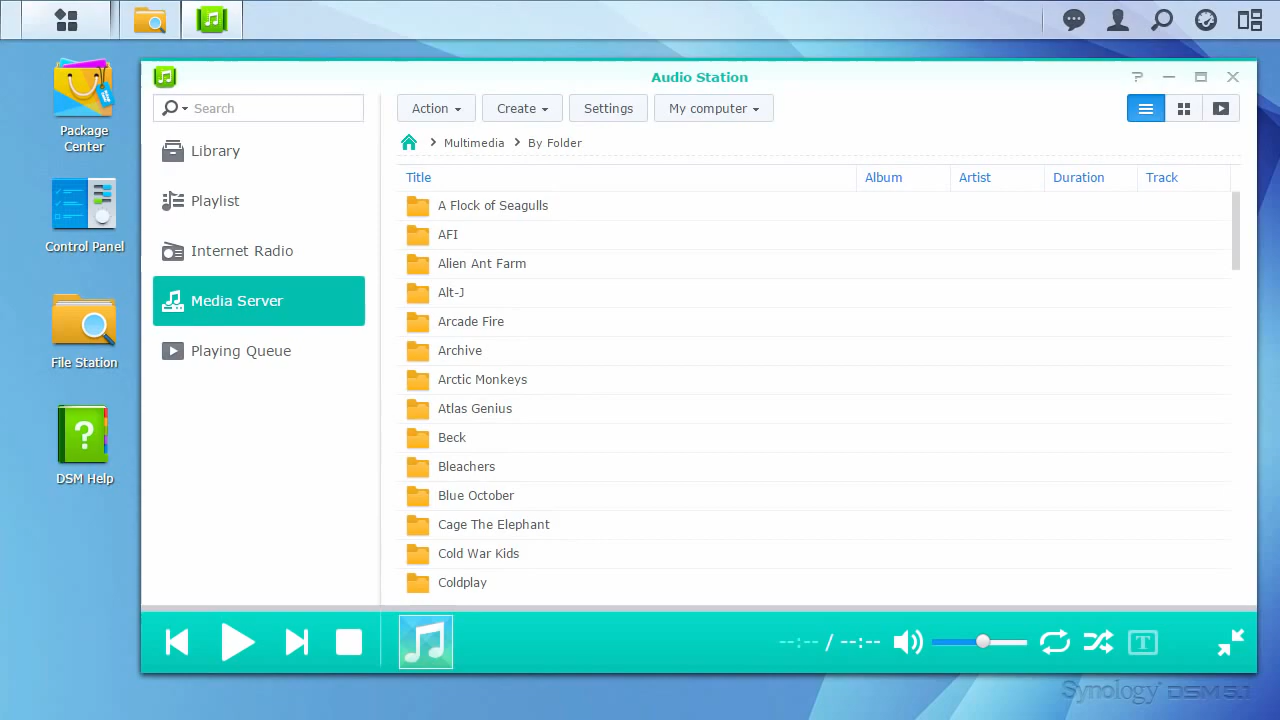 Audio Station
Package
Center
Control Panel
File Station
DSM Help
Search
Library
Playlist
Internet Radio
Media Server
Playing Queue
Action
Create
Settings
My computer
Multimedia
By Folder
Title Album Artist Duration Track
A Flock of Seagulls
AFI
Alien Ant Farm
Alt-J
Arcade Fire
Archive
Arctic Monkeys
Atlas Genius
Beck
Bleachers
Blue October
Cage The Elephant
Cold War Kids
Coldplay
--:-- / --:--
T
Synology DSM 5.1